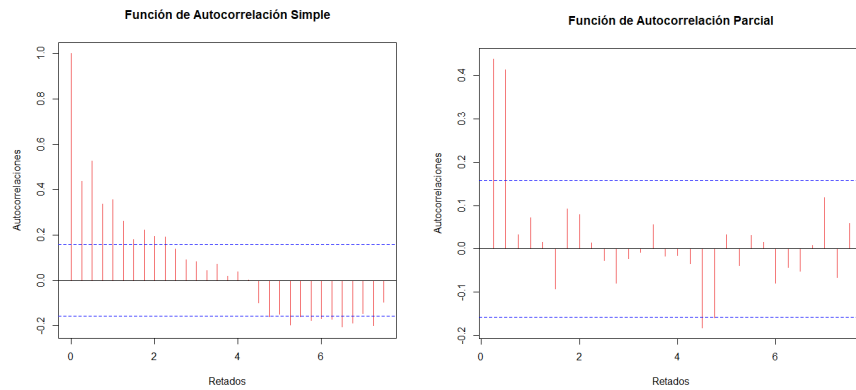 Función de Autocorrelación Simple
Autocorrelaciones
1.0
0.8
0.6
0.4
0.2
0.0
-0.2
0 2 4 6
Retados
Función de Autocorrelación Parcial
Autocorrelaciones
0.4
0.3
0.2
0.1
0.0
-0.1
-0.2
0 2 4 6
Retados